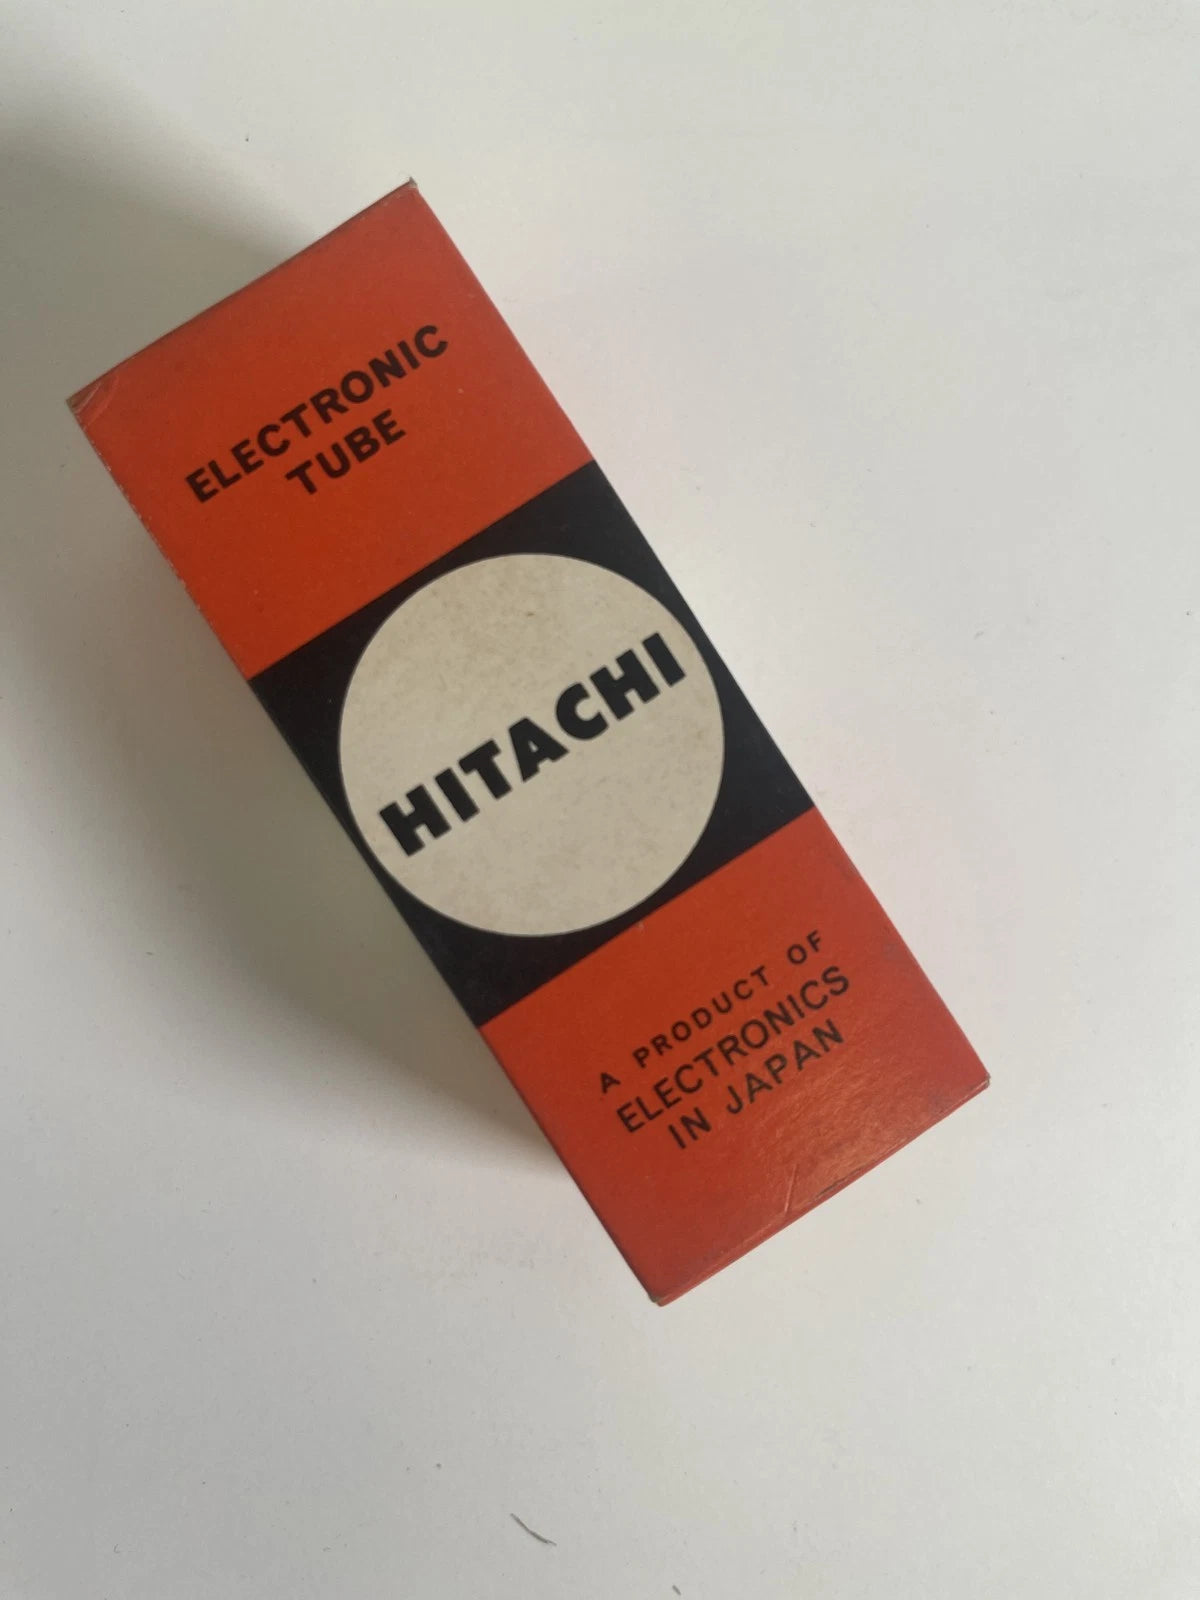 ELECTRONIC
TUBE
HITACHI
A PRODUCT OF
ELECTRONICS
IN JAPAN